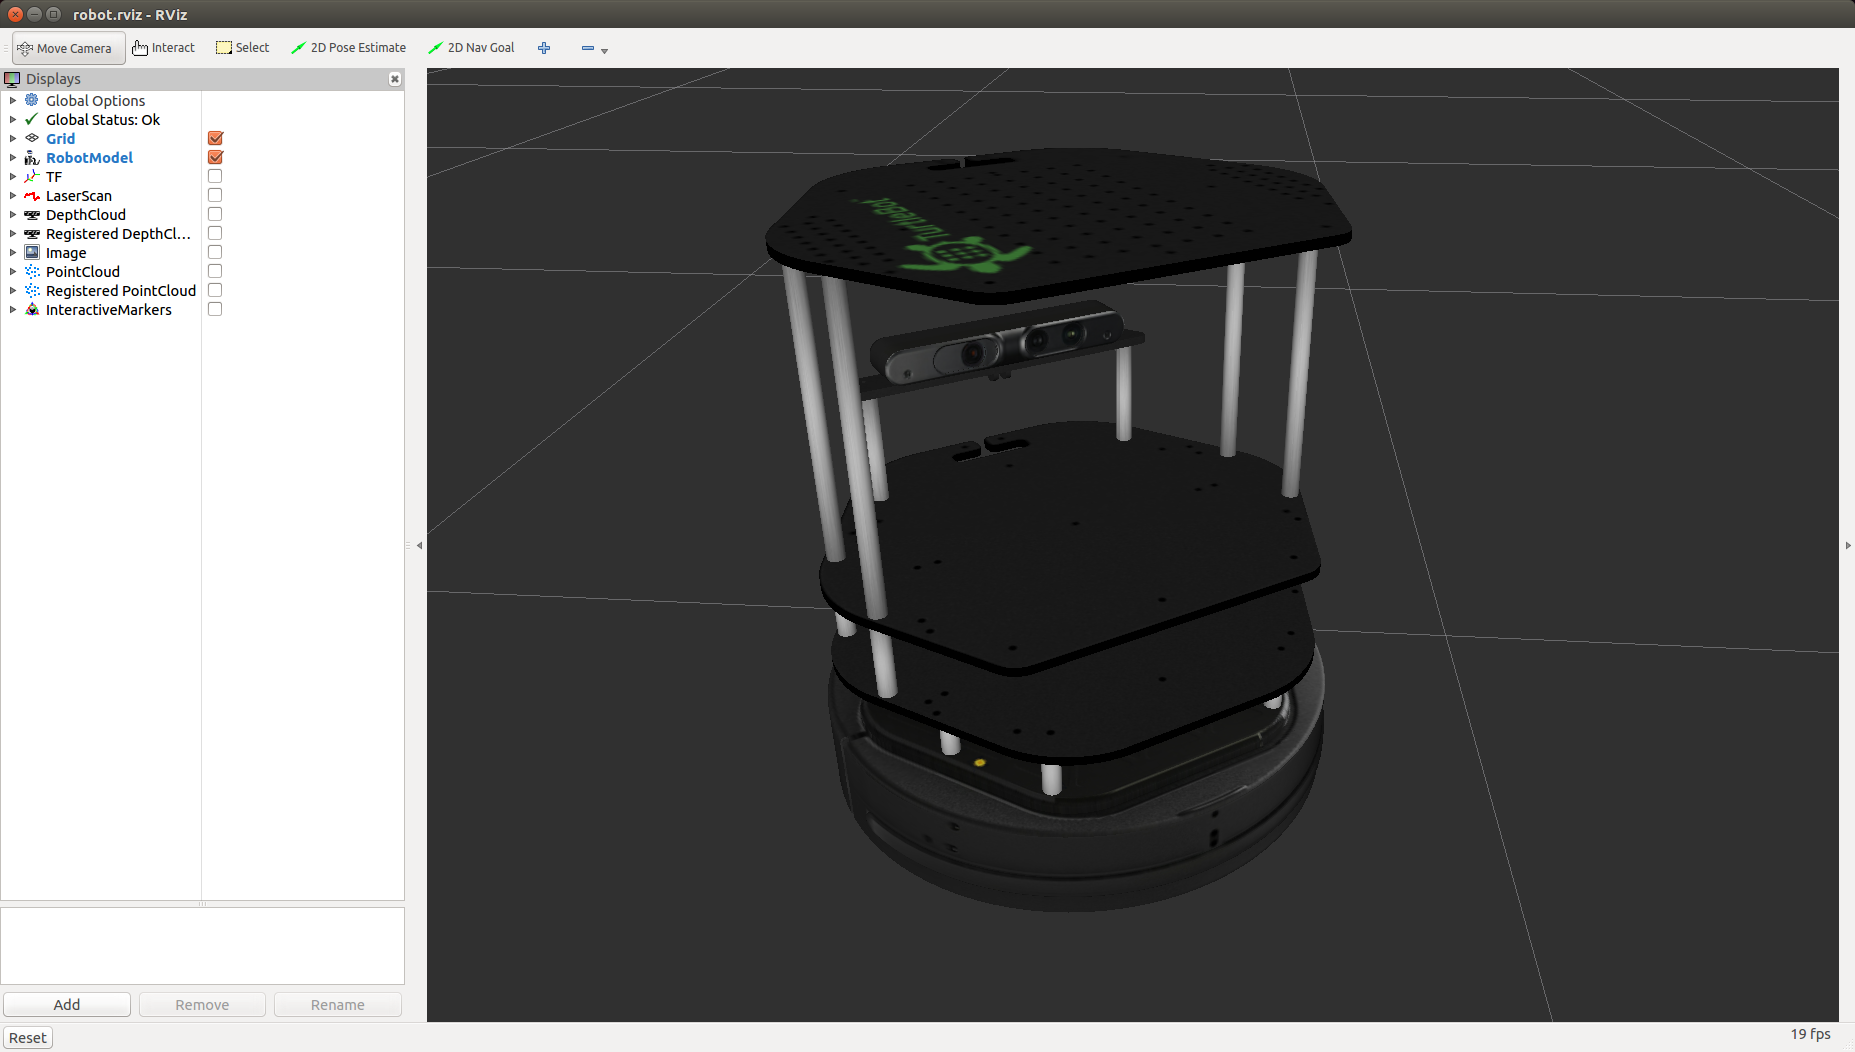 robot.rviz - RViz
Move Camera Interact Select 2D Pose Estimate 2D Nav Goal
Displays
Global Options
Global Status: Ok
Grid
RobotModel
TF
LaserScan
DepthCloud
Registered DepthCl...
Image
PointCloud
Registered PointCloud
InteractiveMarkers
TurtleBot
Add Remove Rename
Reset
19 fps